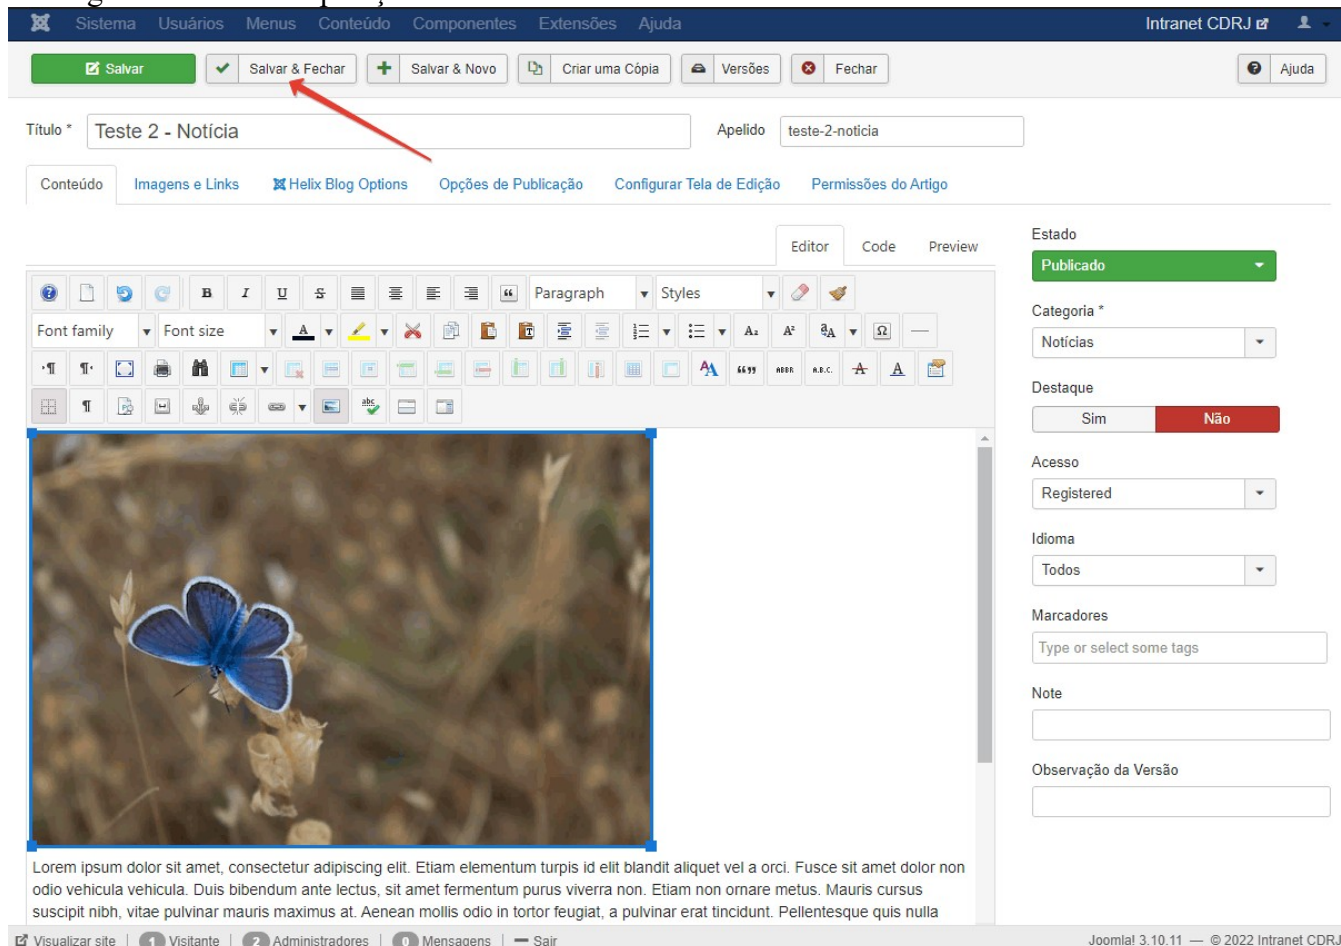 Sistema Usuários Menus Conteúdo Componentes Extensões Ajuda Intranet CDRJ
Salvar Salvar & Fechar Salvar & Novo Criar uma Cópia Versões Fechar Ajuda
Título * Teste 2 - Notícia Apelido teste-2-noticia
Conteúdo Imagens e Links Helix Blog Options Opções de Publicação Configurar Tela de Edição Permissões do Artigo
Editor Code Preview
Paragraph Styles
Font family Font size
Lorem ipsum dolor sit amet, consectetur adipiscing elit. Etiam elementum turpis id elit blandit aliquet vel a orci. Fusce sit amet dolor non
odio vehicula vehicula. Duis bibendum ante lectus, sit amet fermentum purus viverra non. Etiam non ornare metus. Mauris cursus
suscipit nibh, vitae pulvinar mauris maximus at. Aenean mollis odio in tortor feugiat, a pulvinar erat tincidunt. Pellentesque quis nulla
Estado
Publicado
Categoria *
Notícias
Destaque
Sim Não
Acesso
Registered
Idioma
Todos
Marcadores
Type or select some tags
Note
Observação da Versão
Visualizar site 1 Visitante 2 Administradores 0 Mensagens Sair Joomla! 3.10.11 — © 2022 Intranet CDRJ